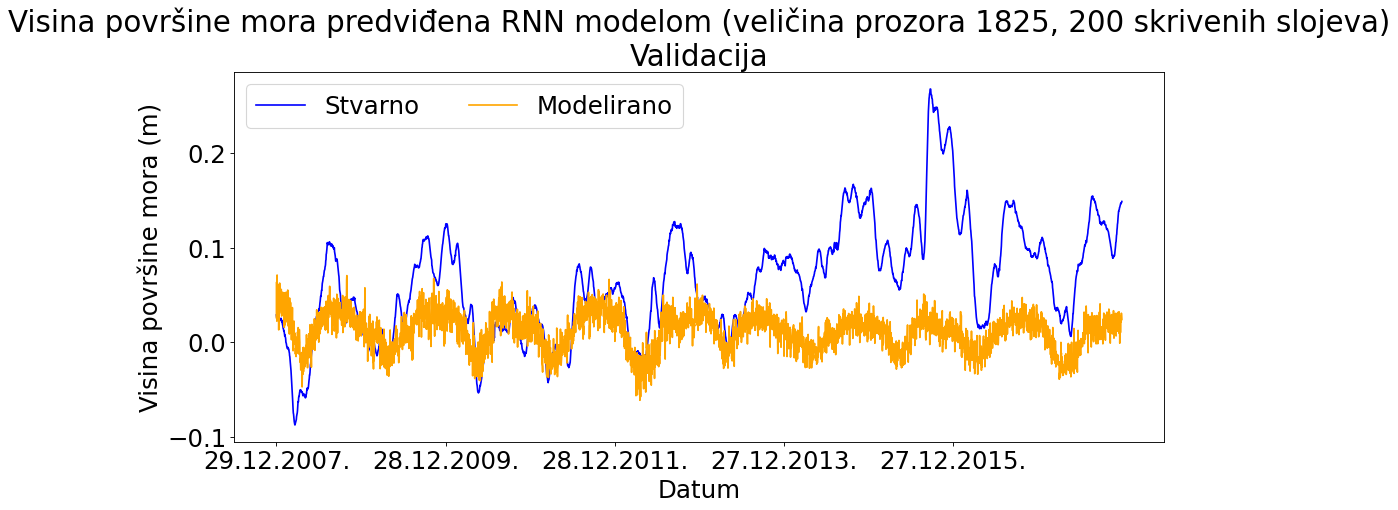 Visina površine mora predviđena RNN modelom (veličina prozora 1825, 200 skrivenih slojeva)
Validacija
Stvarno Modelirano
Visina površine mora (m)
0.2
0.1
0.0
−0.1
29.12.2007. 28.12.2009. 28.12.2011. 27.12.2013. 27.12.2015.
Datum